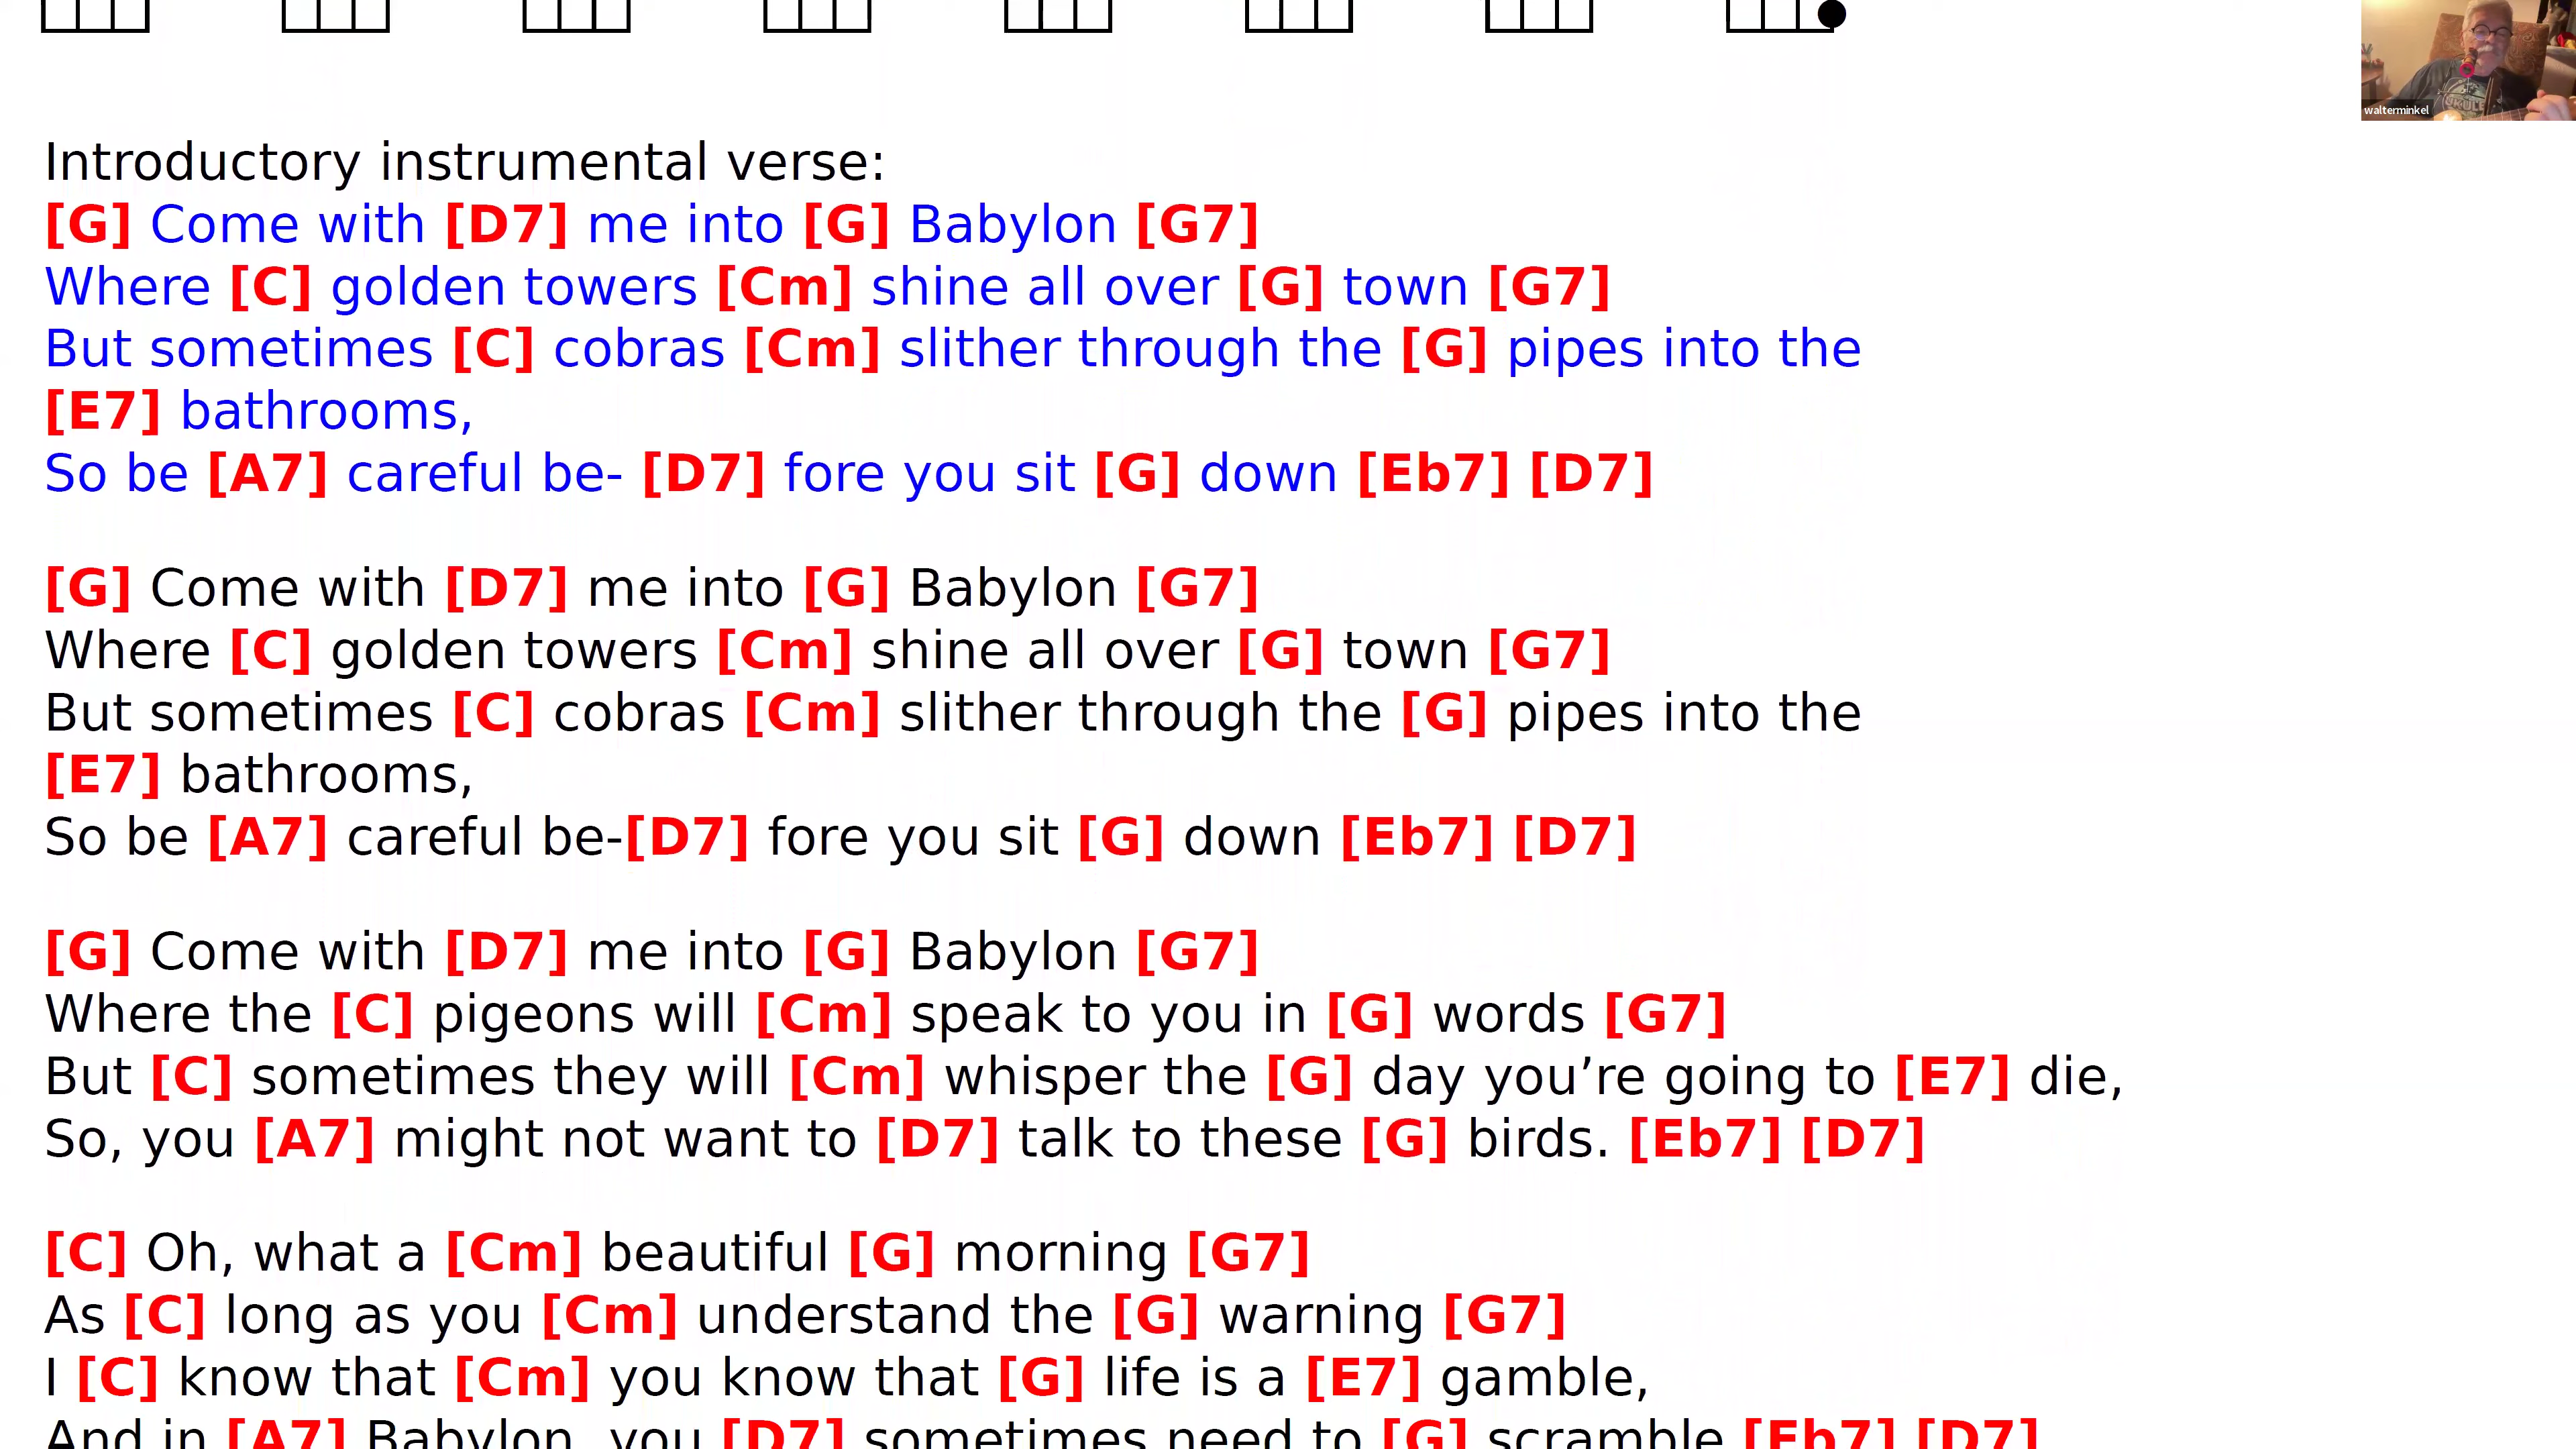 walterminkel
UKULE
Introductory instrumental verse:
[G] Come with [D7] me into [G] Babylon [G7]
Where [C] golden towers [Cm] shine all over [G] town [G7]
But sometimes [C] cobras [Cm] slither through the [G] pipes into the
[E7] bathrooms,
So be [A7] careful be- [D7] fore you sit [G] down [Eb7] [D7]
[G] Come with [D7] me into [G] Babylon [G7]
Where [C] golden towers [Cm] shine all over [G] town [G7]
But sometimes [C] cobras [Cm] slither through the [G] pipes into the
[E7] bathrooms,
So be [A7] careful be-[D7] fore you sit [G] down [Eb7] [D7]
[G] Come with [D7] me into [G] Babylon [G7]
Where the [C] pigeons will [Cm] speak to you in [G] words [G7]
But [C] sometimes they will [Cm] whisper the [G] day you’re going to [E7] die,
So, you [A7] might not want to [D7] talk to these [G] birds. [Eb7] [D7]
[C] Oh, what a [Cm] beautiful [G] morning [G7]
As [C] long as you [Cm] understand the [G] warning [G7]
I [C] know that [Cm] you know that [G] life is a [E7] gamble,
And in [A7] Babylon, you [D7] sometimes need to [G] scramble [Eb7] [D7]